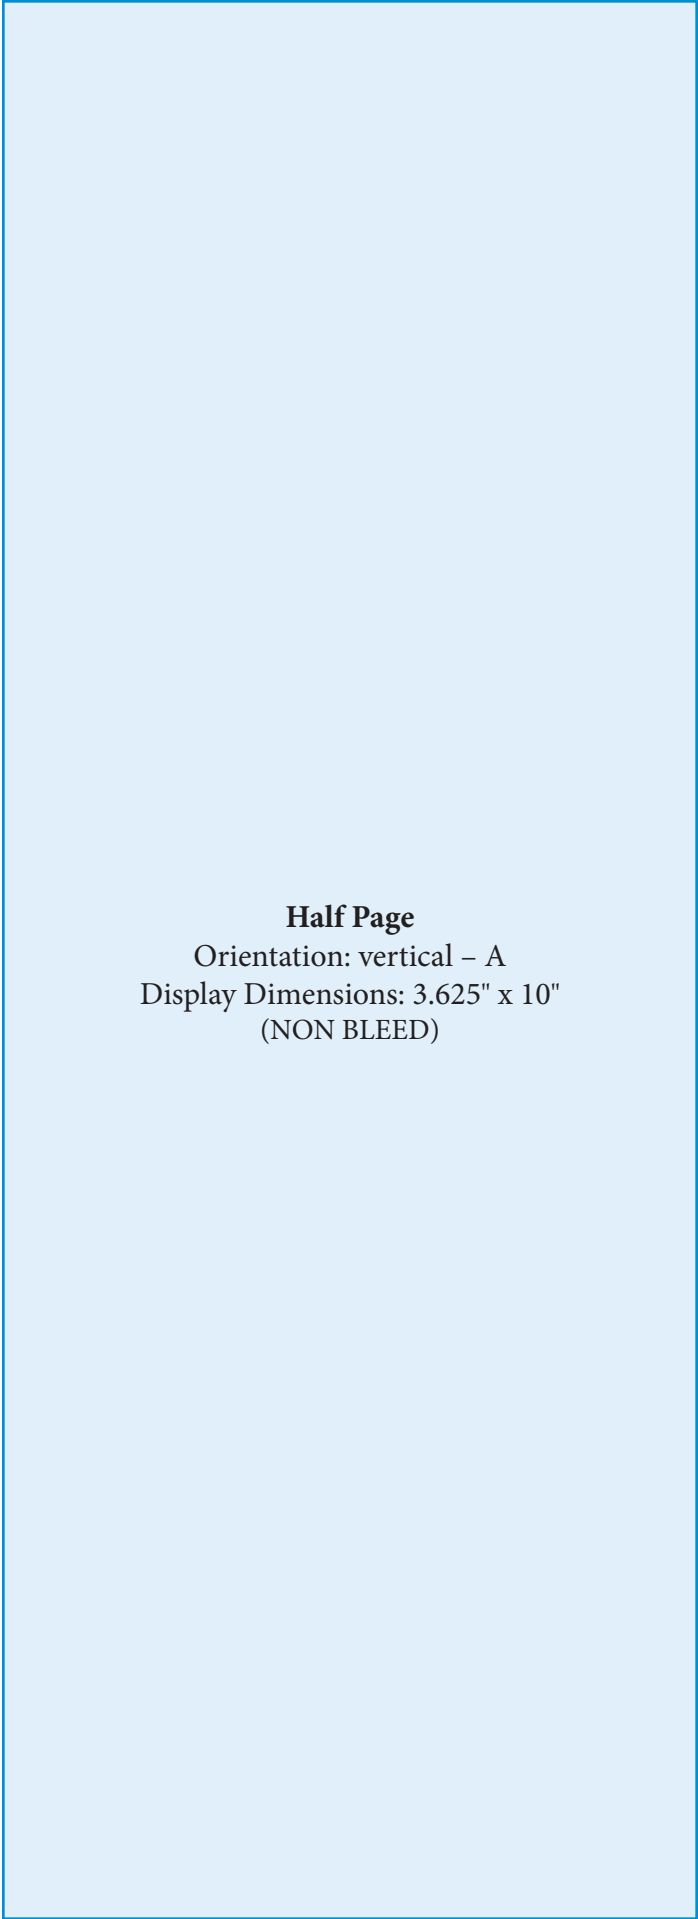 Half Page
Orientation: vertical – A
Display Dimensions: 3.625" x 10"
(NON BLEED)